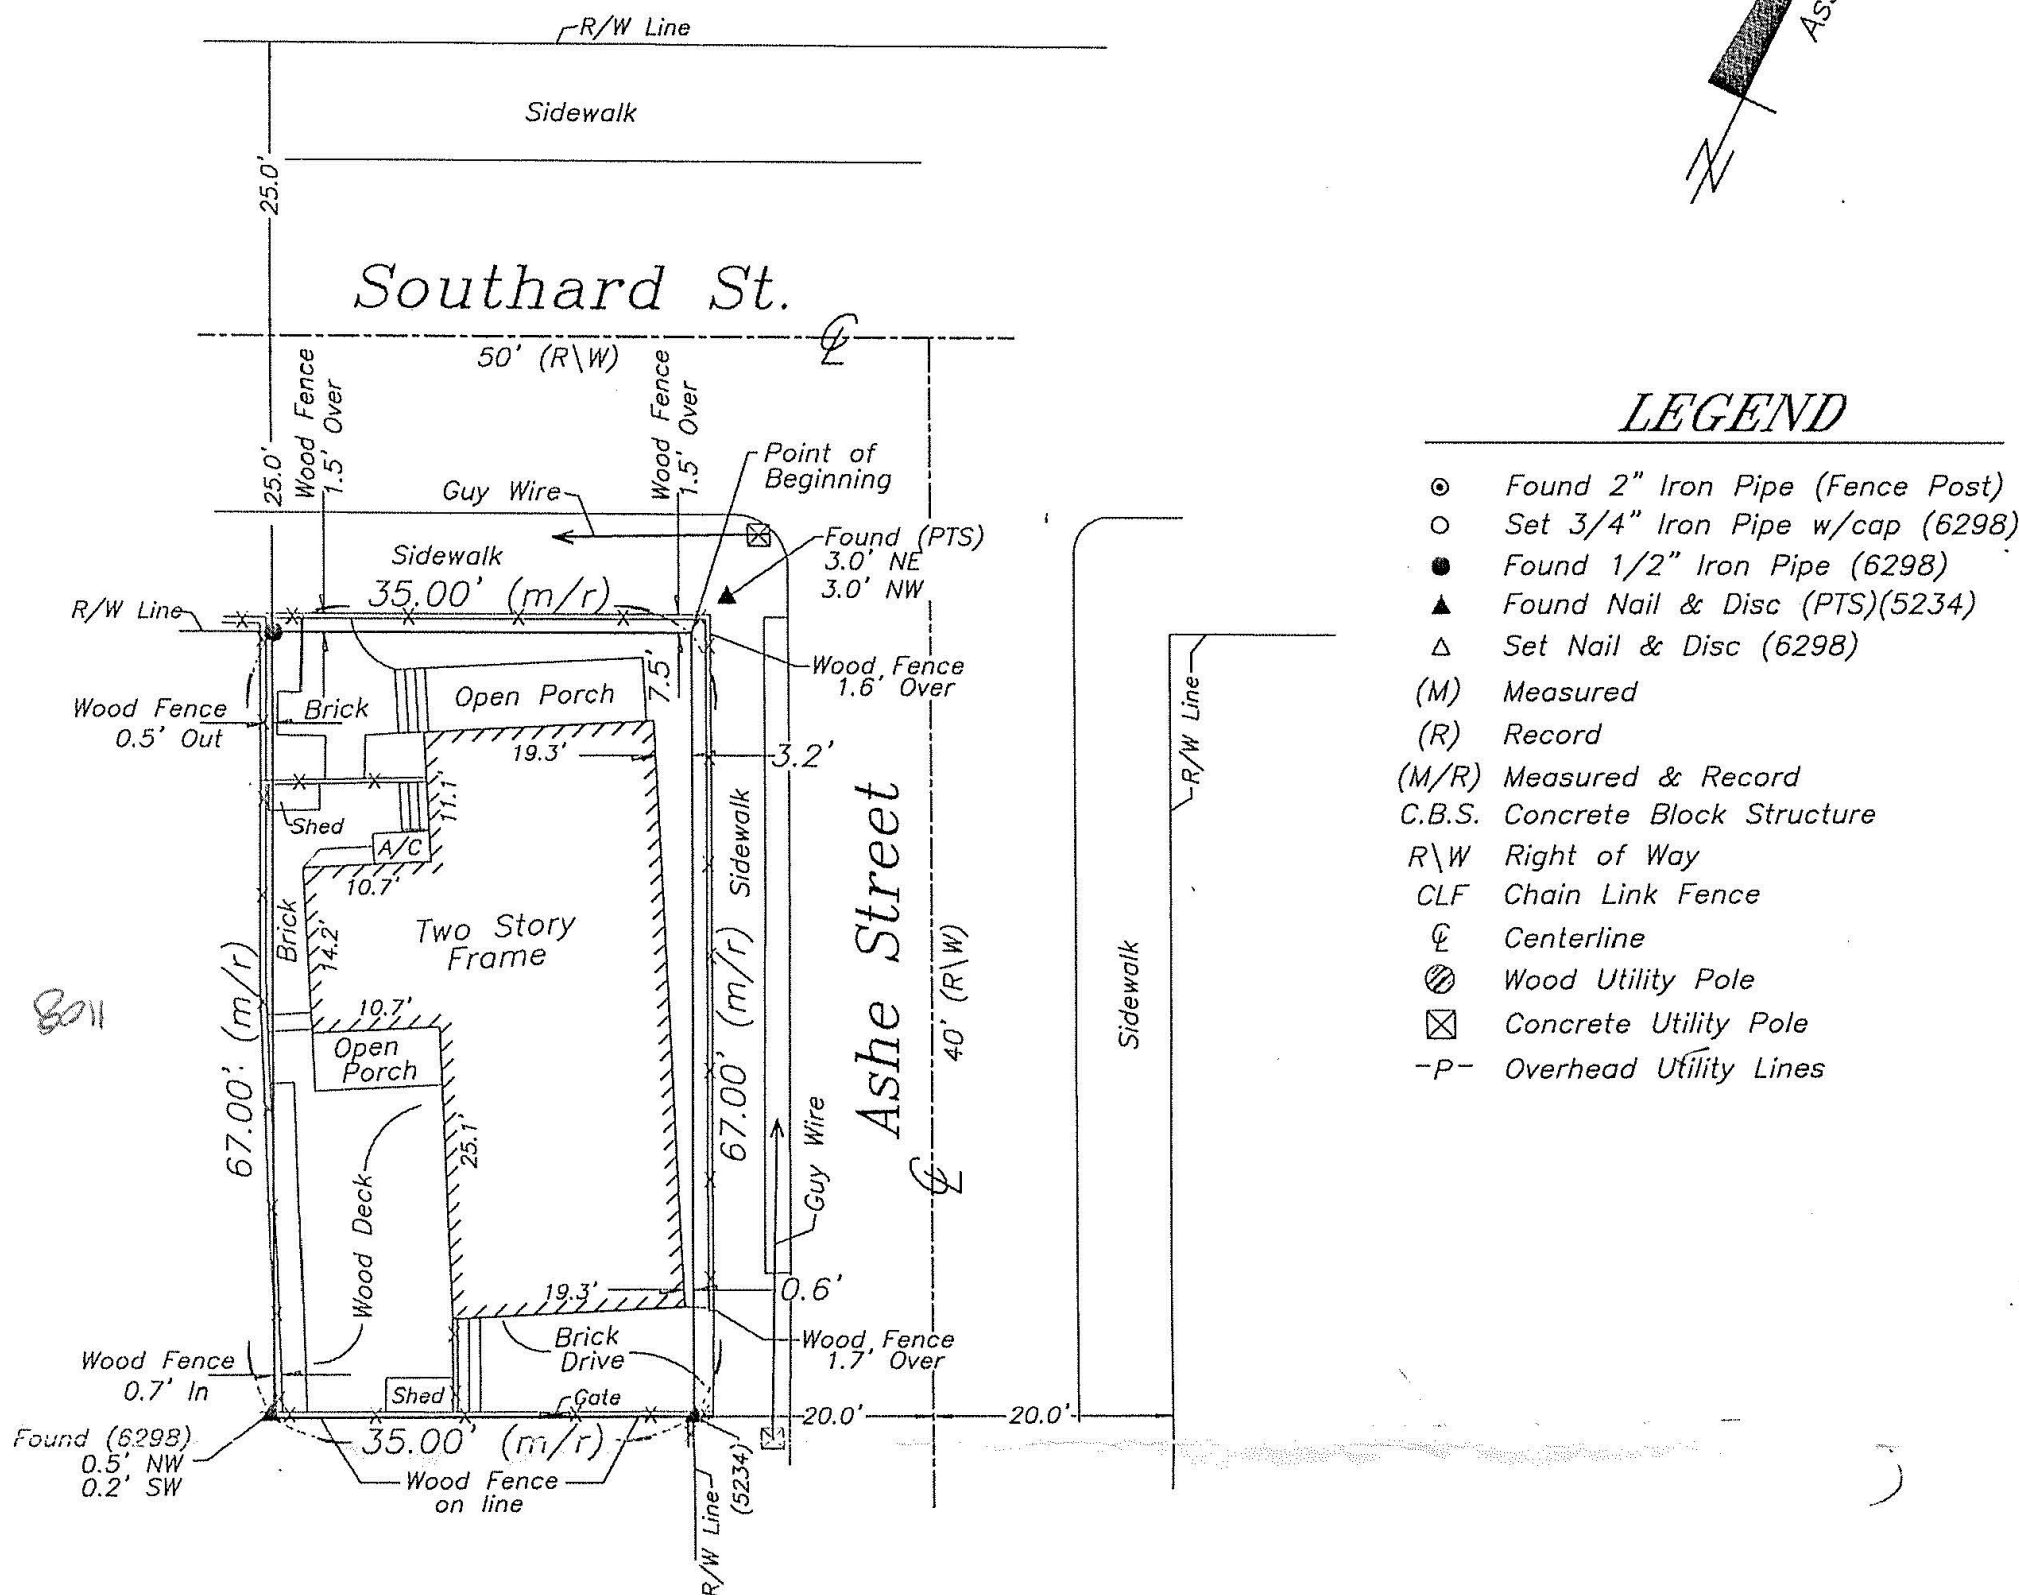 R/W Line
Sidewalk
25.0'
Southard St.
50' (R\W)
25.0'
Wood Fence
1.5' Over
Wood Fence
1.5' Over
Point of
Beginning
Guy Wire
Found (PTS)
3.0' NE
3.0' NW
Sidewalk
35.00' (m/r)
R/W Line
Wood Fence
1.6' Over
Wood Fence
0.5' Out
Brick
Open Porch
7.5'
19.3'
3.2'
11.1'
Shed
A/C
10.7'
Brick
14.2'
Two Story
Frame
10.7'
Open
Porch
67.00' (m/r)
25.1'
Wood Deck
67.00' (m/r)
Sidewalk
Ashe Street
40' (R\W)
Guy Wire
19.3'
0.6'
Brick
Drive
Wood Fence
1.7' Over
Wood Fence
0.7' In
Shed
Gate
20.0'
20.0'
Found (6298)
0.5' NW
0.2' SW
35.00' (m/r)
Wood Fence
on line
R/W Line
(5234)
R/W Line
Sidewalk
N
LEGEND
Found 2" Iron Pipe (Fence Post)
Set 3/4" Iron Pipe w/cap (6298)
Found 1/2" Iron Pipe (6298)
Found Nail & Disc (PTS)(5234)
Set Nail & Disc (6298)
(M) Measured
(R) Record
(M/R) Measured & Record
C.B.S. Concrete Block Structure
R\W Right of Way
CLF Chain Link Fence
℄ Centerline
Wood Utility Pole
Concrete Utility Pole
-P- Overhead Utility Lines